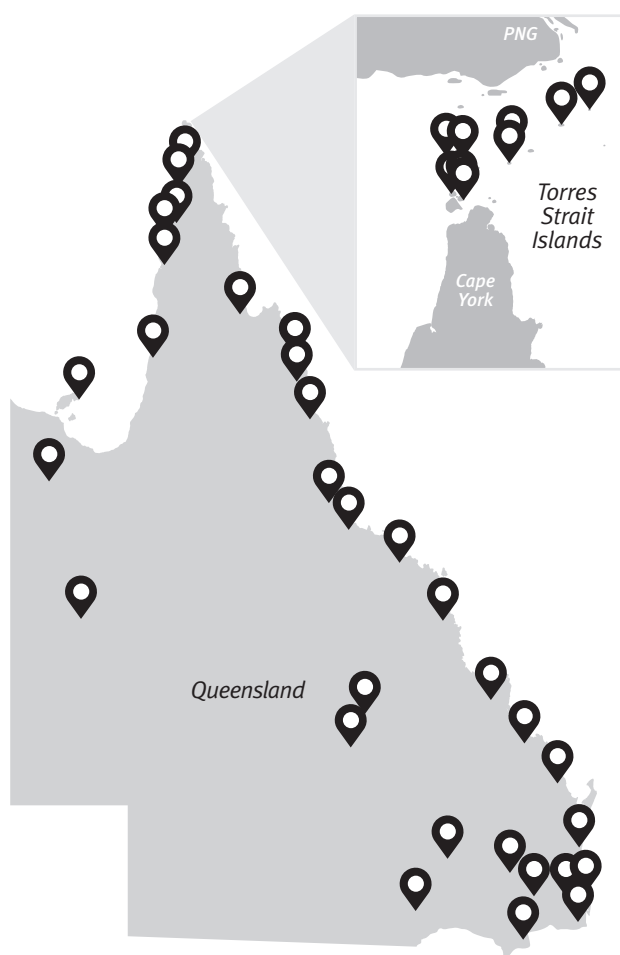 PNG
Torres
Strait
Islands
Cape
York
Queensland